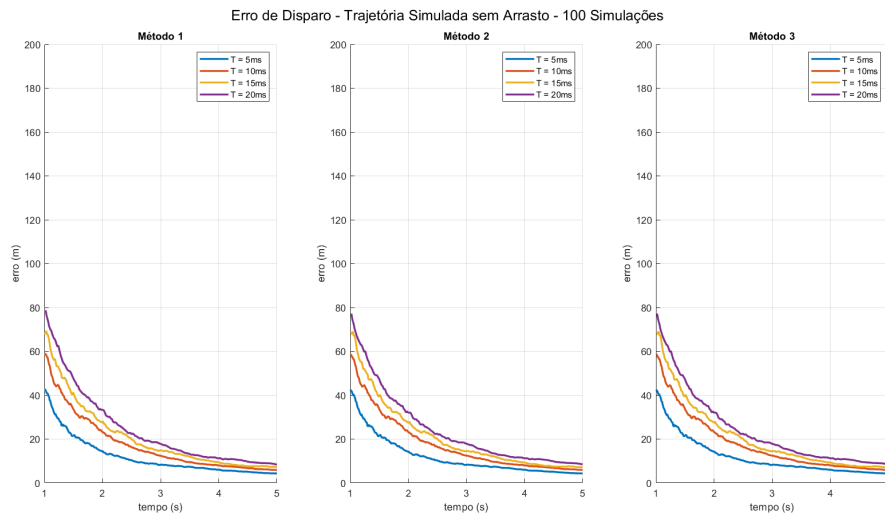 Erro de Disparo - Trajetória Simulada sem Arrasto - 100 Simulações
Método 1
200
180
160
140
120
100
80
60
40
20
0
erro (m)
1
2
3
4
5
tempo (s)
T = 5ms
T = 10ms
T = 15ms
T = 20ms
Método 2
200
180
160
140
120
100
80
60
40
20
0
erro (m)
1
2
3
4
5
tempo (s)
T = 5ms
T = 10ms
T = 15ms
T = 20ms
Método 3
200
180
160
140
120
100
80
60
40
20
0
erro (m)
1
2
3
4
tempo (s)
T = 5ms
T = 10ms
T = 15ms
T = 20ms